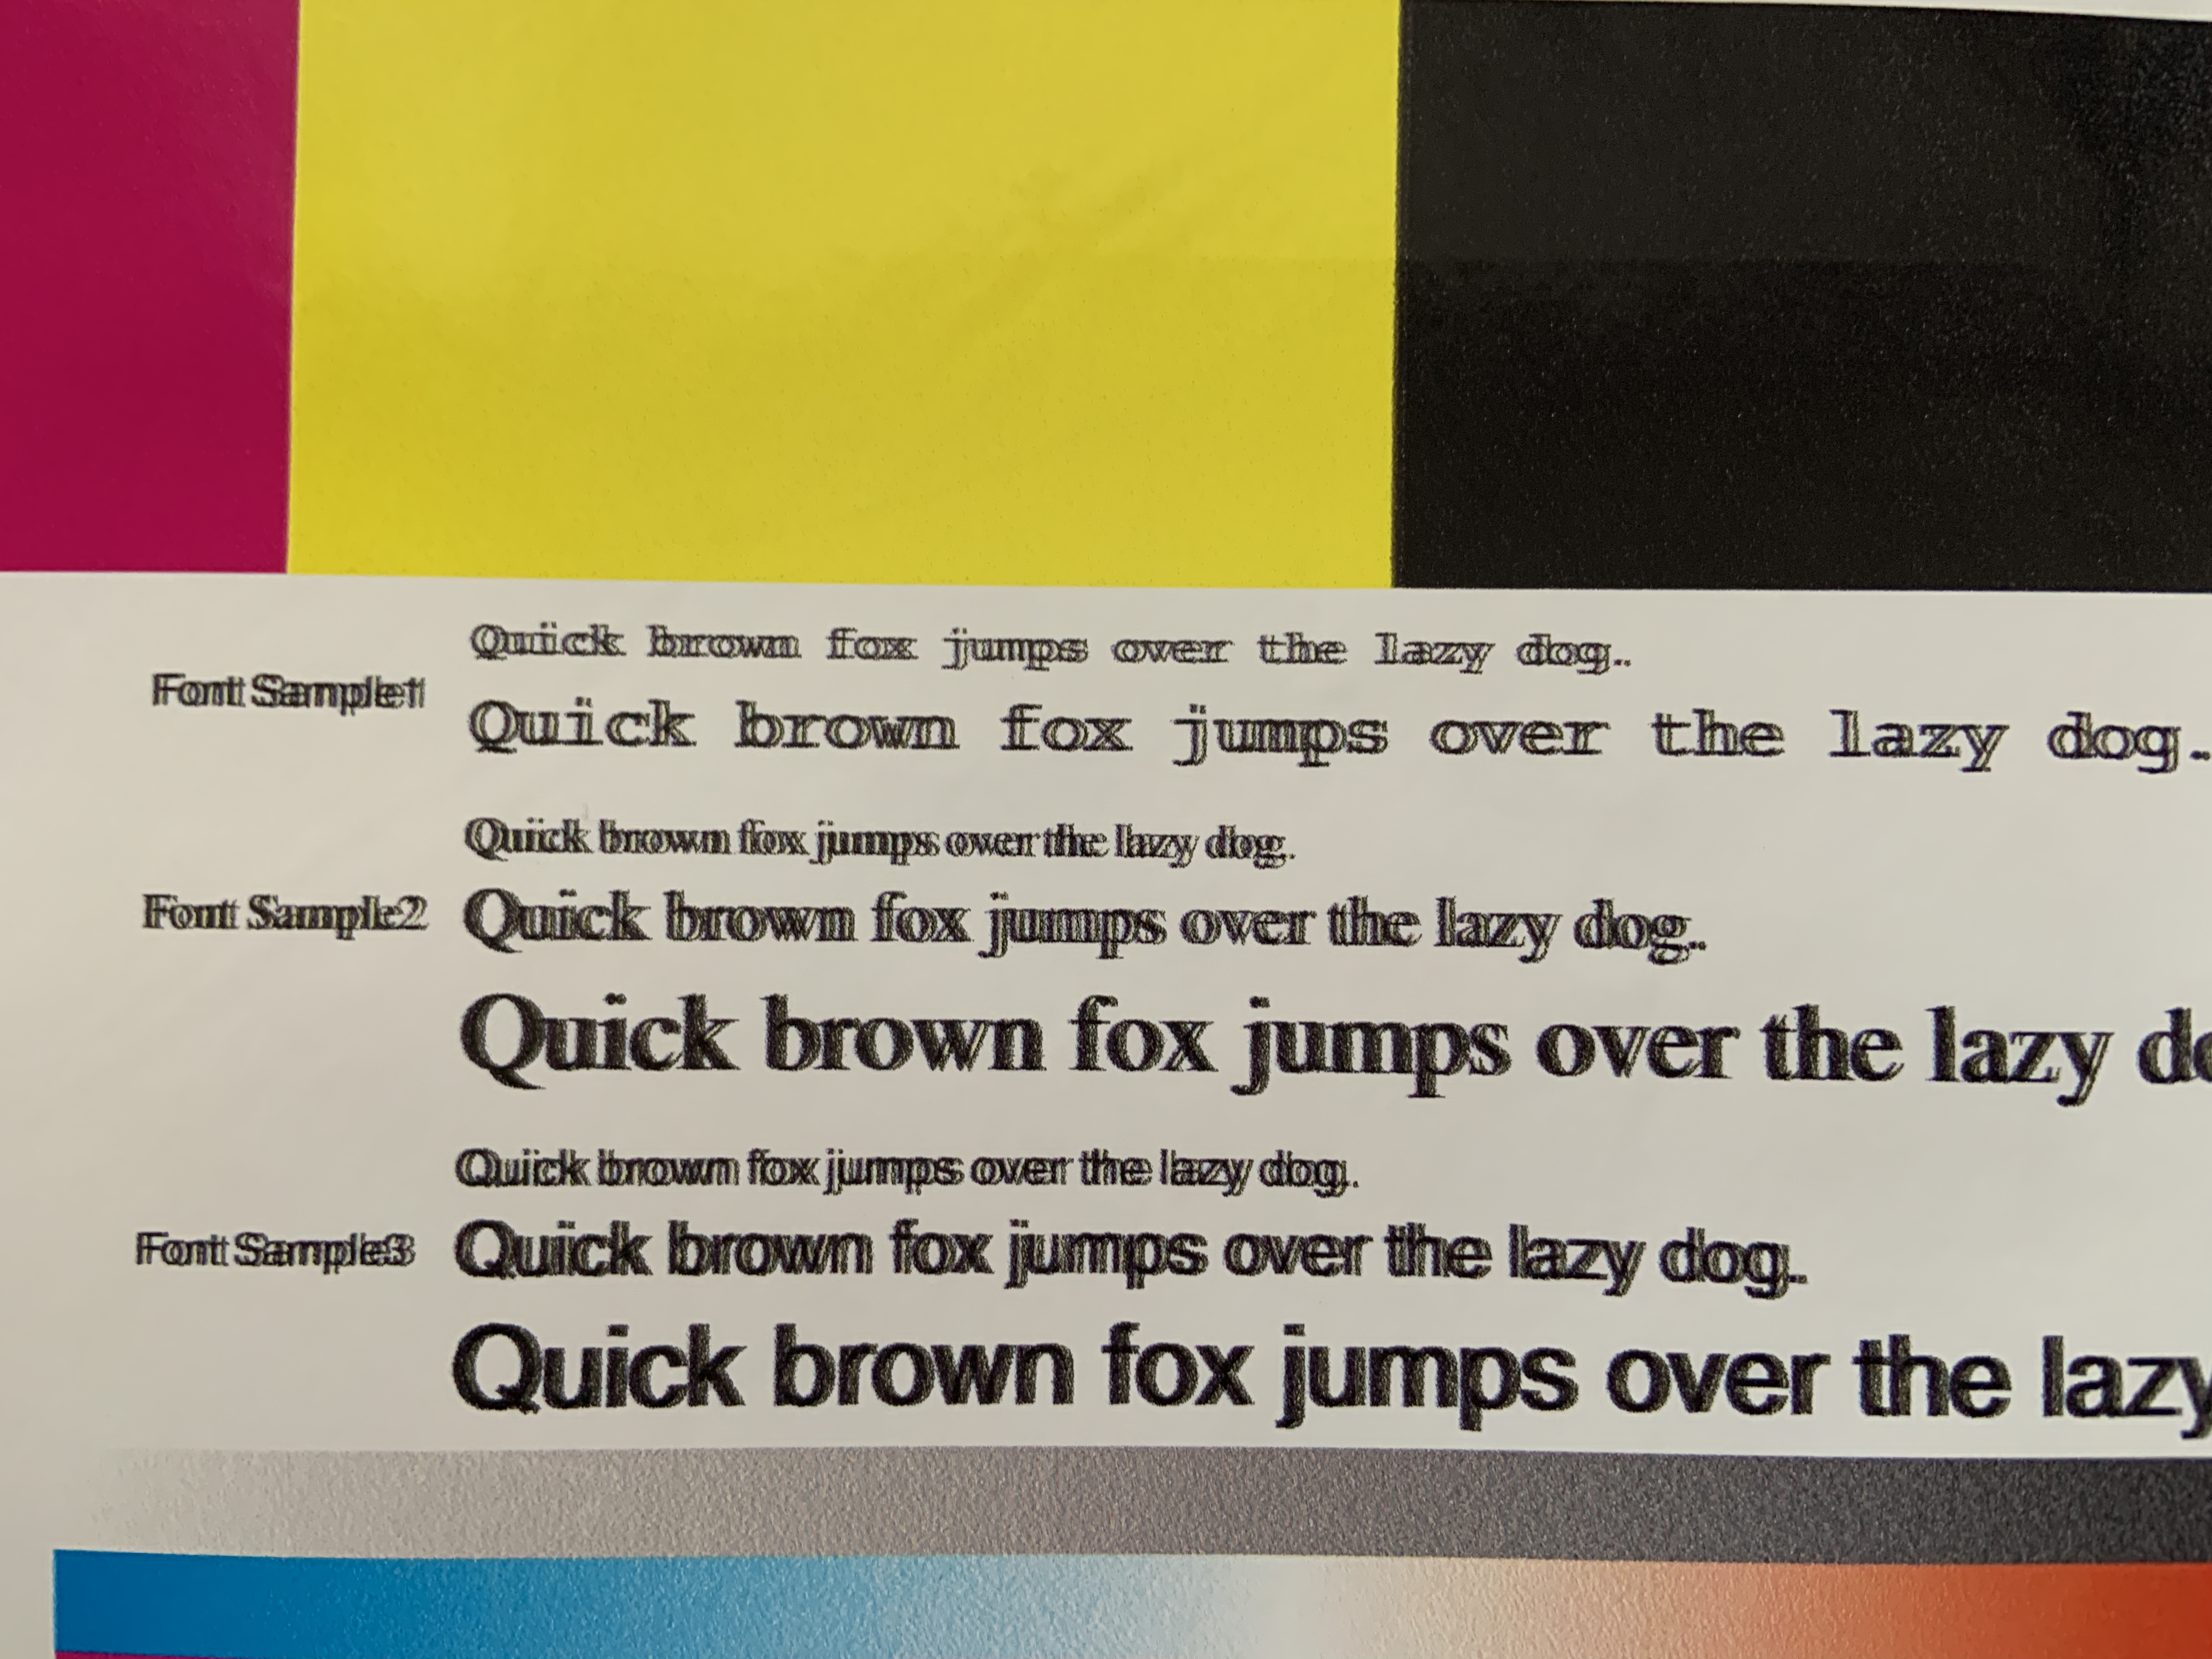 Quick brown fox jumps over the lazy dog.
Font Sample1
Quick brown fox jumps over the lazy dog.
Quick brown fox jumps over the lazy dog.
Font Sample2 Quick brown fox jumps over the lazy dog.
Quick brown fox jumps over the lazy do
Quick brown fox jumps over the lazy dog.
Font Sample3 Quick brown fox jumps over the lazy dog.
Quick brown fox jumps over the lazy